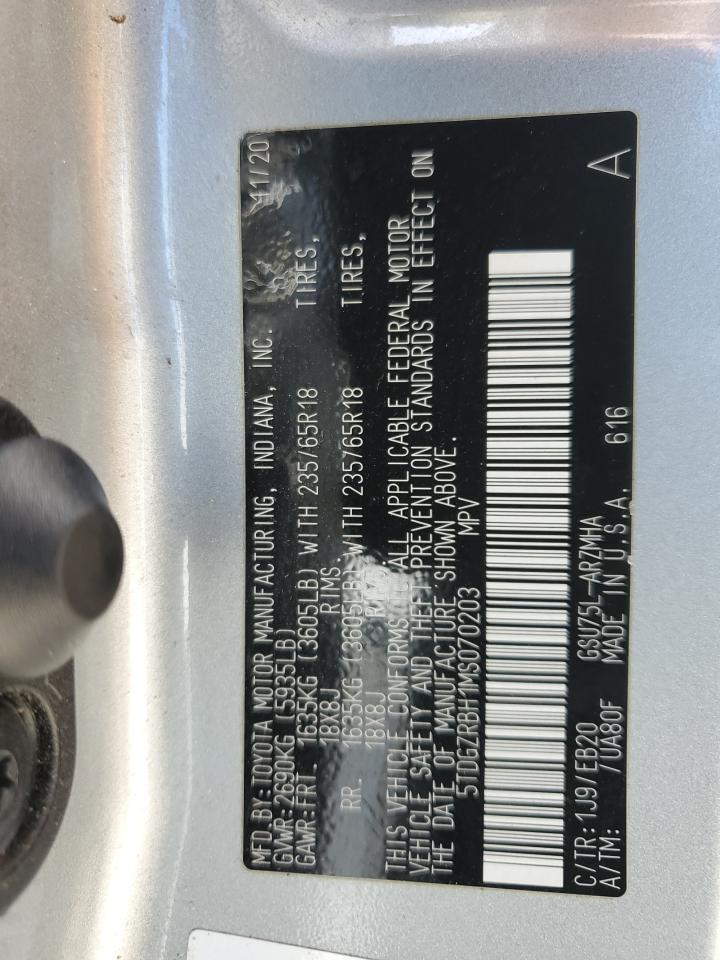 MFD.BY:TOYOTA MOTOR MANUFACTURING, INDIANA, INC. 11/20
GVWR:2690KG (5935LB)
GAWR:FRT. 1635KG (3605LB) WITH 235/65R18 TIRES,
18X8J RIMS.
RR. 1635KG (3605LB) WITH 235/65R18 TIRES,
18X8J RIMS.
THIS VEHICLE CONFORMS TO ALL APPLICABLE FEDERAL MOTOR
VEHICLE SAFETY AND THEFT PREVENTION STANDARDS IN EFFECT ON
THE DATE OF MANUFACTURE SHOWN ABOVE.
5TDGZRBH1MS070203 MPV
C/TR:1J9/EB20 GSU75L-ARZMHA
A/TM: /UA80F MADE IN U.S.A. 616 A